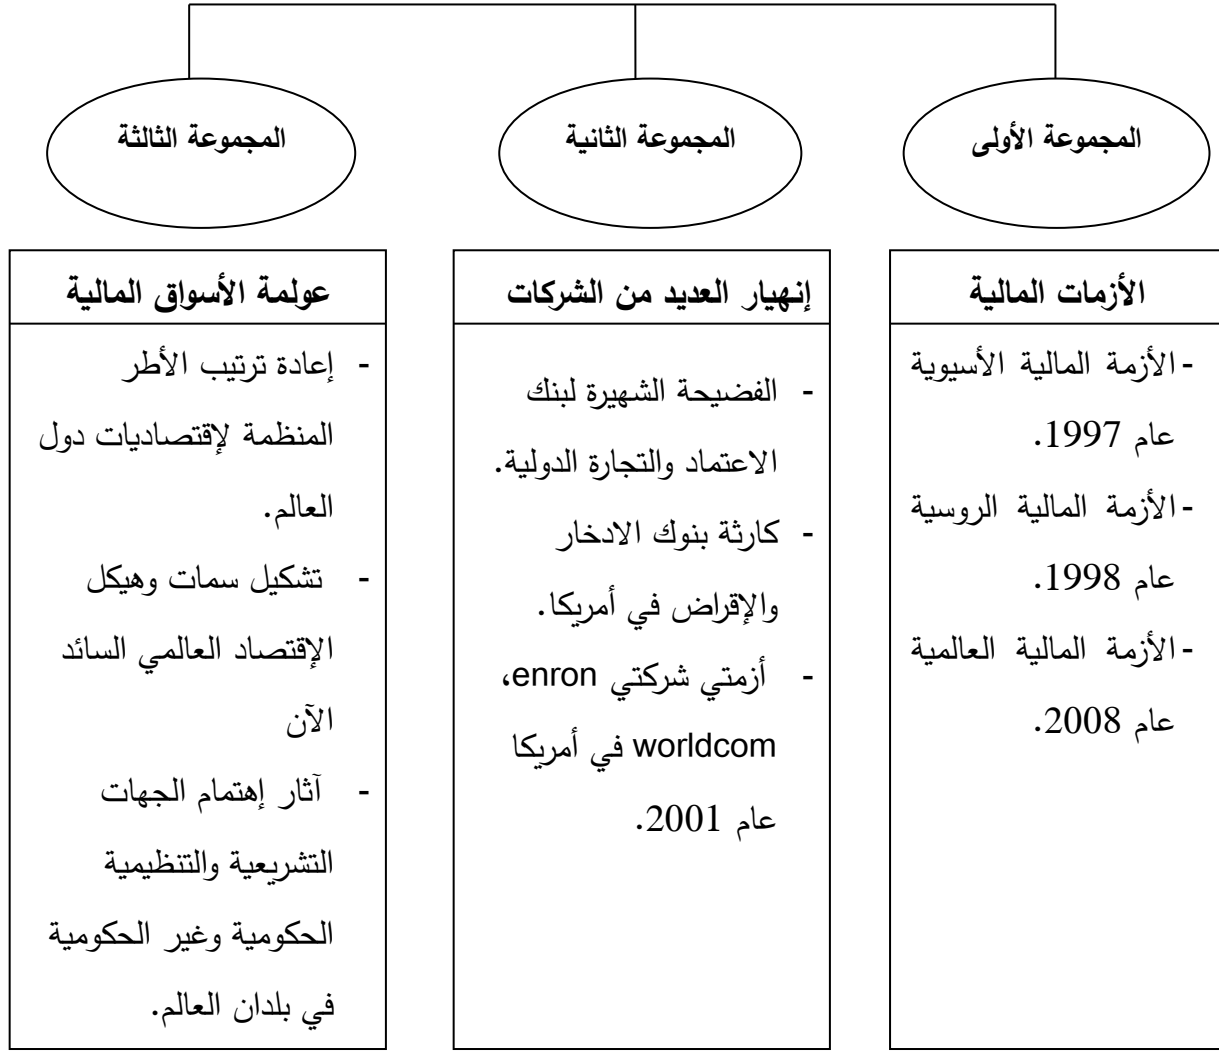 المجموعة الأولى
المجموعة الثانية
المجموعة الثالثة
الأزمات المالية
-الأزمة المالية الأسيوية
عام 1997.
-الأزمة المالية الروسية
عام 1998.
-الأزمة المالية العالمية
عام 2008.
إنهيار العديد من الشركات
- الفضيحة الشهيرة لبنك
الاعتماد والتجارة الدولية.
- كارثة بنوك الادخار
والإقراض في أمريكا.
- أزمتي شركتي enron،
worldcom في أمريكا
عام 2001.
عولمة الأسواق المالية
- إعادة ترتيب الأطر
المنظمة لإقتصاديات دول
العالم.
- تشكيل سمات وهيكل
الإقتصاد العالمي السائد
الآن
- آثار إهتمام الجهات
التشريعية والتنظيمية
الحكومية وغير الحكومية
في بلدان العالم.